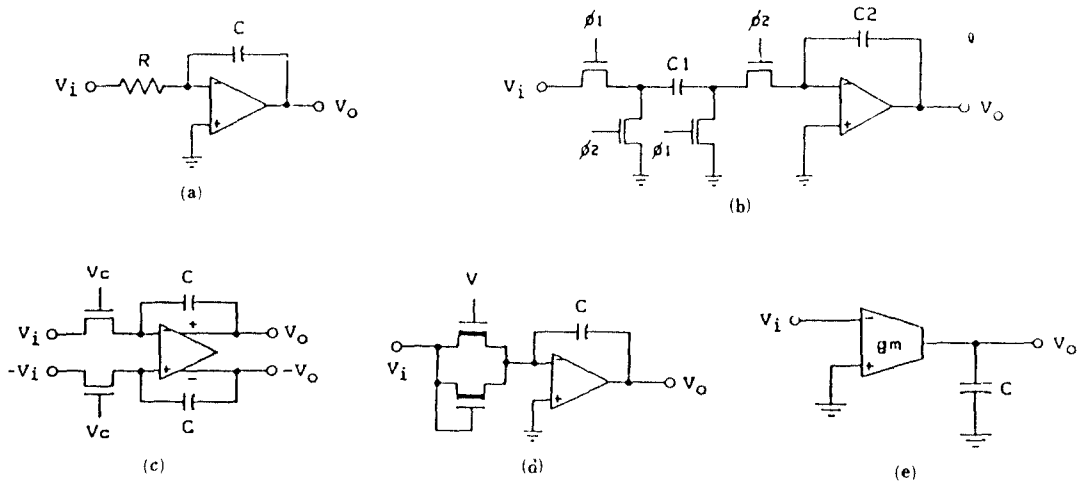 R
C
Vi
Vo
-
+
(a)
ø1
C1
ø2
C2
Vi
Vo
ø2
ø1
-
+
(b)
Vc
C
Vi
Vo
-Vi
-Vo
-
+
+
-
Vc
C
(c)
V
C
Vi
Vo
-
+
(d)
Vi
-
+
gm
Vo
C
(e)